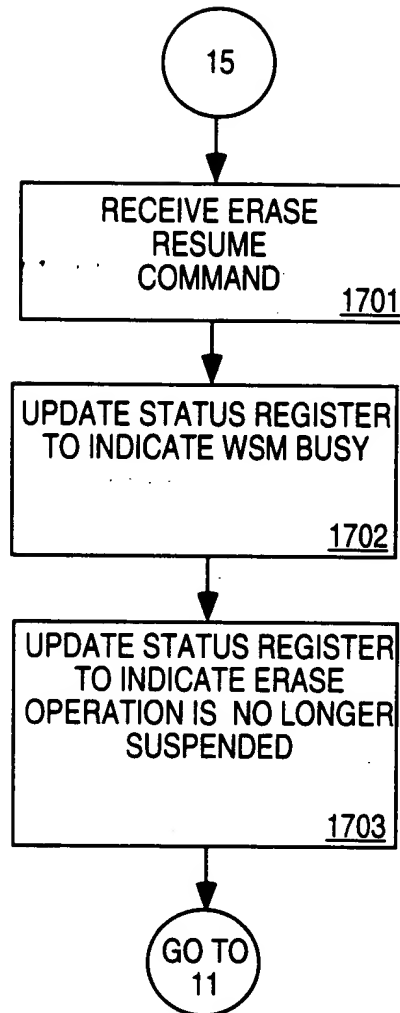 15
RECEIVE ERASE
RESUME
COMMAND
1701
UPDATE STATUS REGISTER
TO INDICATE WSM BUSY
1702
UPDATE STATUS REGISTER
TO INDICATE ERASE
OPERATION IS NO LONGER
SUSPENDED
1703
GO TO
11